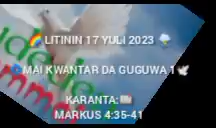 🌈LITININ 17 YULI 2023 🌪
MAI KWANTAR DA GUGUWA 1🕊
KARANTA:📖
MARKUS 4:35-41